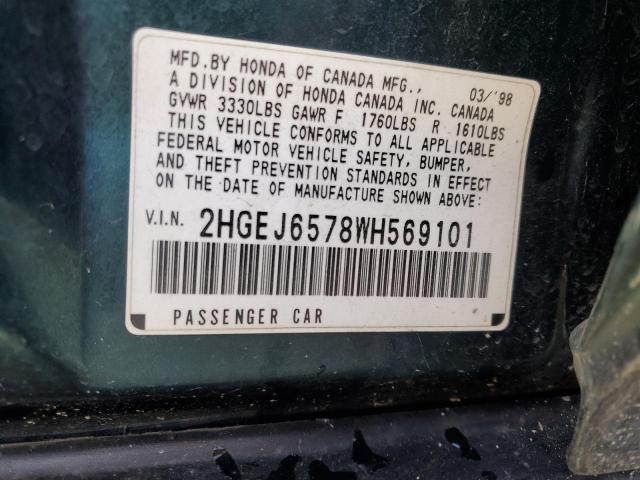 MFD.BY HONDA OF CANADA MFG., 03/'98
A DIVISION OF HONDA CANADA INC. CANADA
GVWR 3330LBS GAWR F 1760LBS R 1610LBS
THIS VEHICLE CONFORMS TO ALL APPLICABLE
FEDERAL MOTOR VEHICLE SAFETY, BUMPER,
AND THEFT PREVENTION STANDARDS IN EFFECT
ON THE DATE OF MANUFACTURE SHOWN ABOVE:
V.I.N. 2HGEJ6578WH569101
PASSENGER CAR